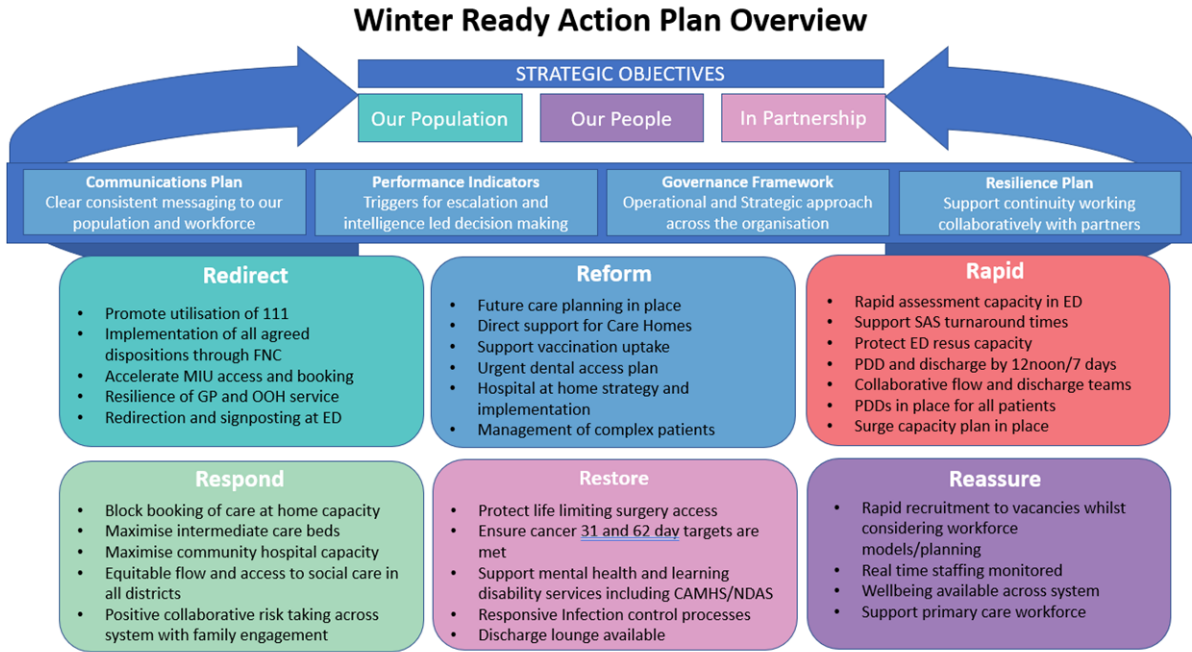 Winter Ready Action Plan Overview
STRATEGIC OBJECTIVES
Our Population
Our People
In Partnership
Communications Plan
Clear consistent messaging to our
population and workforce
Performance Indicators
Triggers for escalation and
intelligence led decision making
Governance Framework
Operational and Strategic approach
across the organisation
Resilience Plan
Support continuity working
collaboratively with partners
Redirect
• Promote utilisation of 111
• Implementation of all agreed
dispositions through FNC
• Accelerate MIU access and booking
• Resilience of GP and OOH service
• Redirection and signposting at ED
Reform
• Future care planning in place
• Direct support for Care Homes
• Support vaccination uptake
• Urgent dental access plan
• Hospital at home strategy and
implementation
• Management of complex patients
Rapid
• Rapid assessment capacity in ED
• Support SAS turnaround times
• Protect ED resus capacity
• PDD and discharge by 12noon/7 days
• Collaborative flow and discharge teams
• PDDs in place for all patients
• Surge capacity plan in place
Respond
• Block booking of care at home capacity
• Maximise intermediate care beds
• Maximise community hospital capacity
• Equitable flow and access to social care in
all districts
• Positive collaborative risk taking across
system with family engagement
Restore
• Protect life limiting surgery access
• Ensure cancer 31 and 62 day targets are
met
• Support mental health and learning
disability services including CAMHS/NDAS
• Responsive Infection control processes
• Discharge lounge available
Reassure
• Rapid recruitment to vacancies whilst
considering workforce
models/planning
• Real time staffing monitored
• Wellbeing available across system
• Support primary care workforce